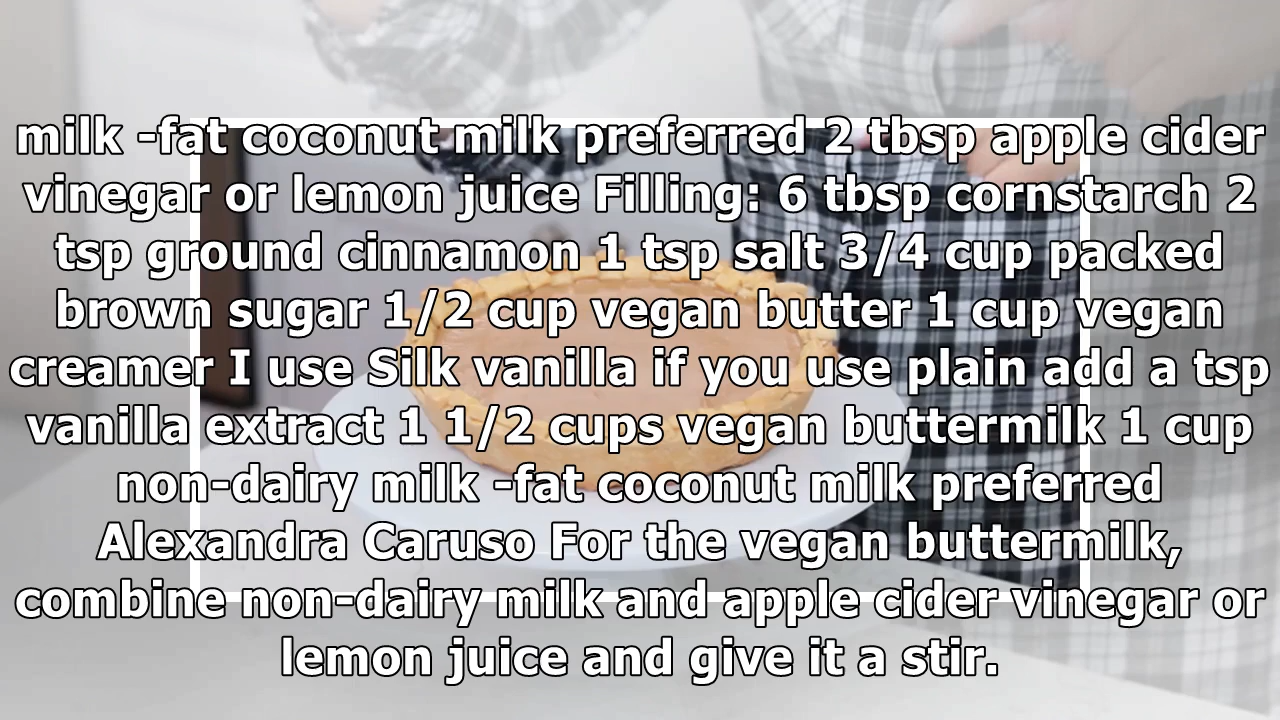 milk -fat coconut milk preferred 2 tbsp apple cider
vinegar or lemon juice Filling: 6 tbsp cornstarch 2
tsp ground cinnamon 1 tsp salt 3/4 cup packed
brown sugar 1/2 cup vegan butter 1 cup vegan
creamer I use Silk vanilla if you use plain add a tsp
vanilla extract 1 1/2 cups vegan buttermilk 1 cup
non-dairy milk -fat coconut milk preferred
Alexandra Caruso For the vegan buttermilk,
combine non-dairy milk and apple cider vinegar or
lemon juice and give it a stir.